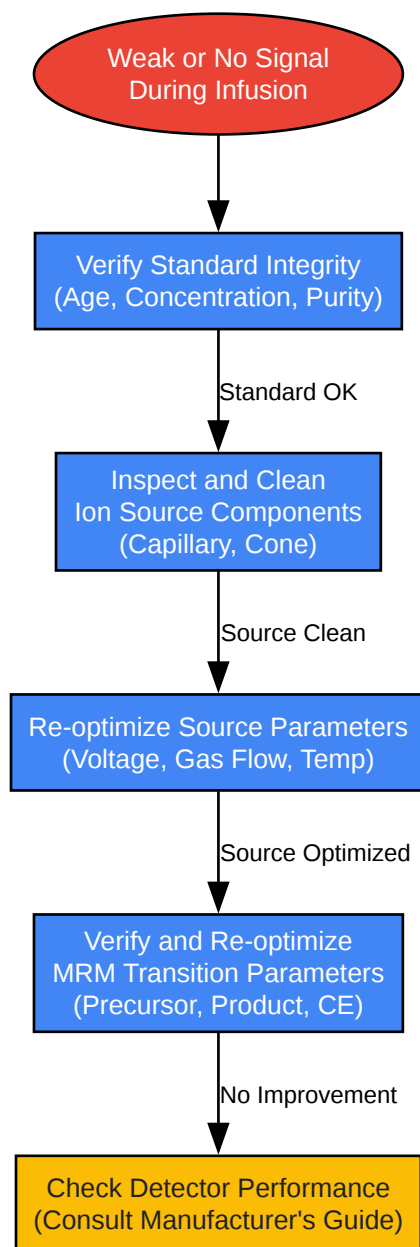 Weak or No Signal
During Infusion
Verify Standard Integrity
(Age, Concentration, Purity)
Standard OK
Inspect and Clean
Ion Source Components
(Capillary, Cone)
Source Clean
Re-optimize Source Parameters
(Voltage, Gas Flow, Temp)
Source Optimized
Verify and Re-optimize
MRM Transition Parameters
(Precursor, Product, CE)
No Improvement
Check Detector Performance
(Consult Manufacturer's Guide)